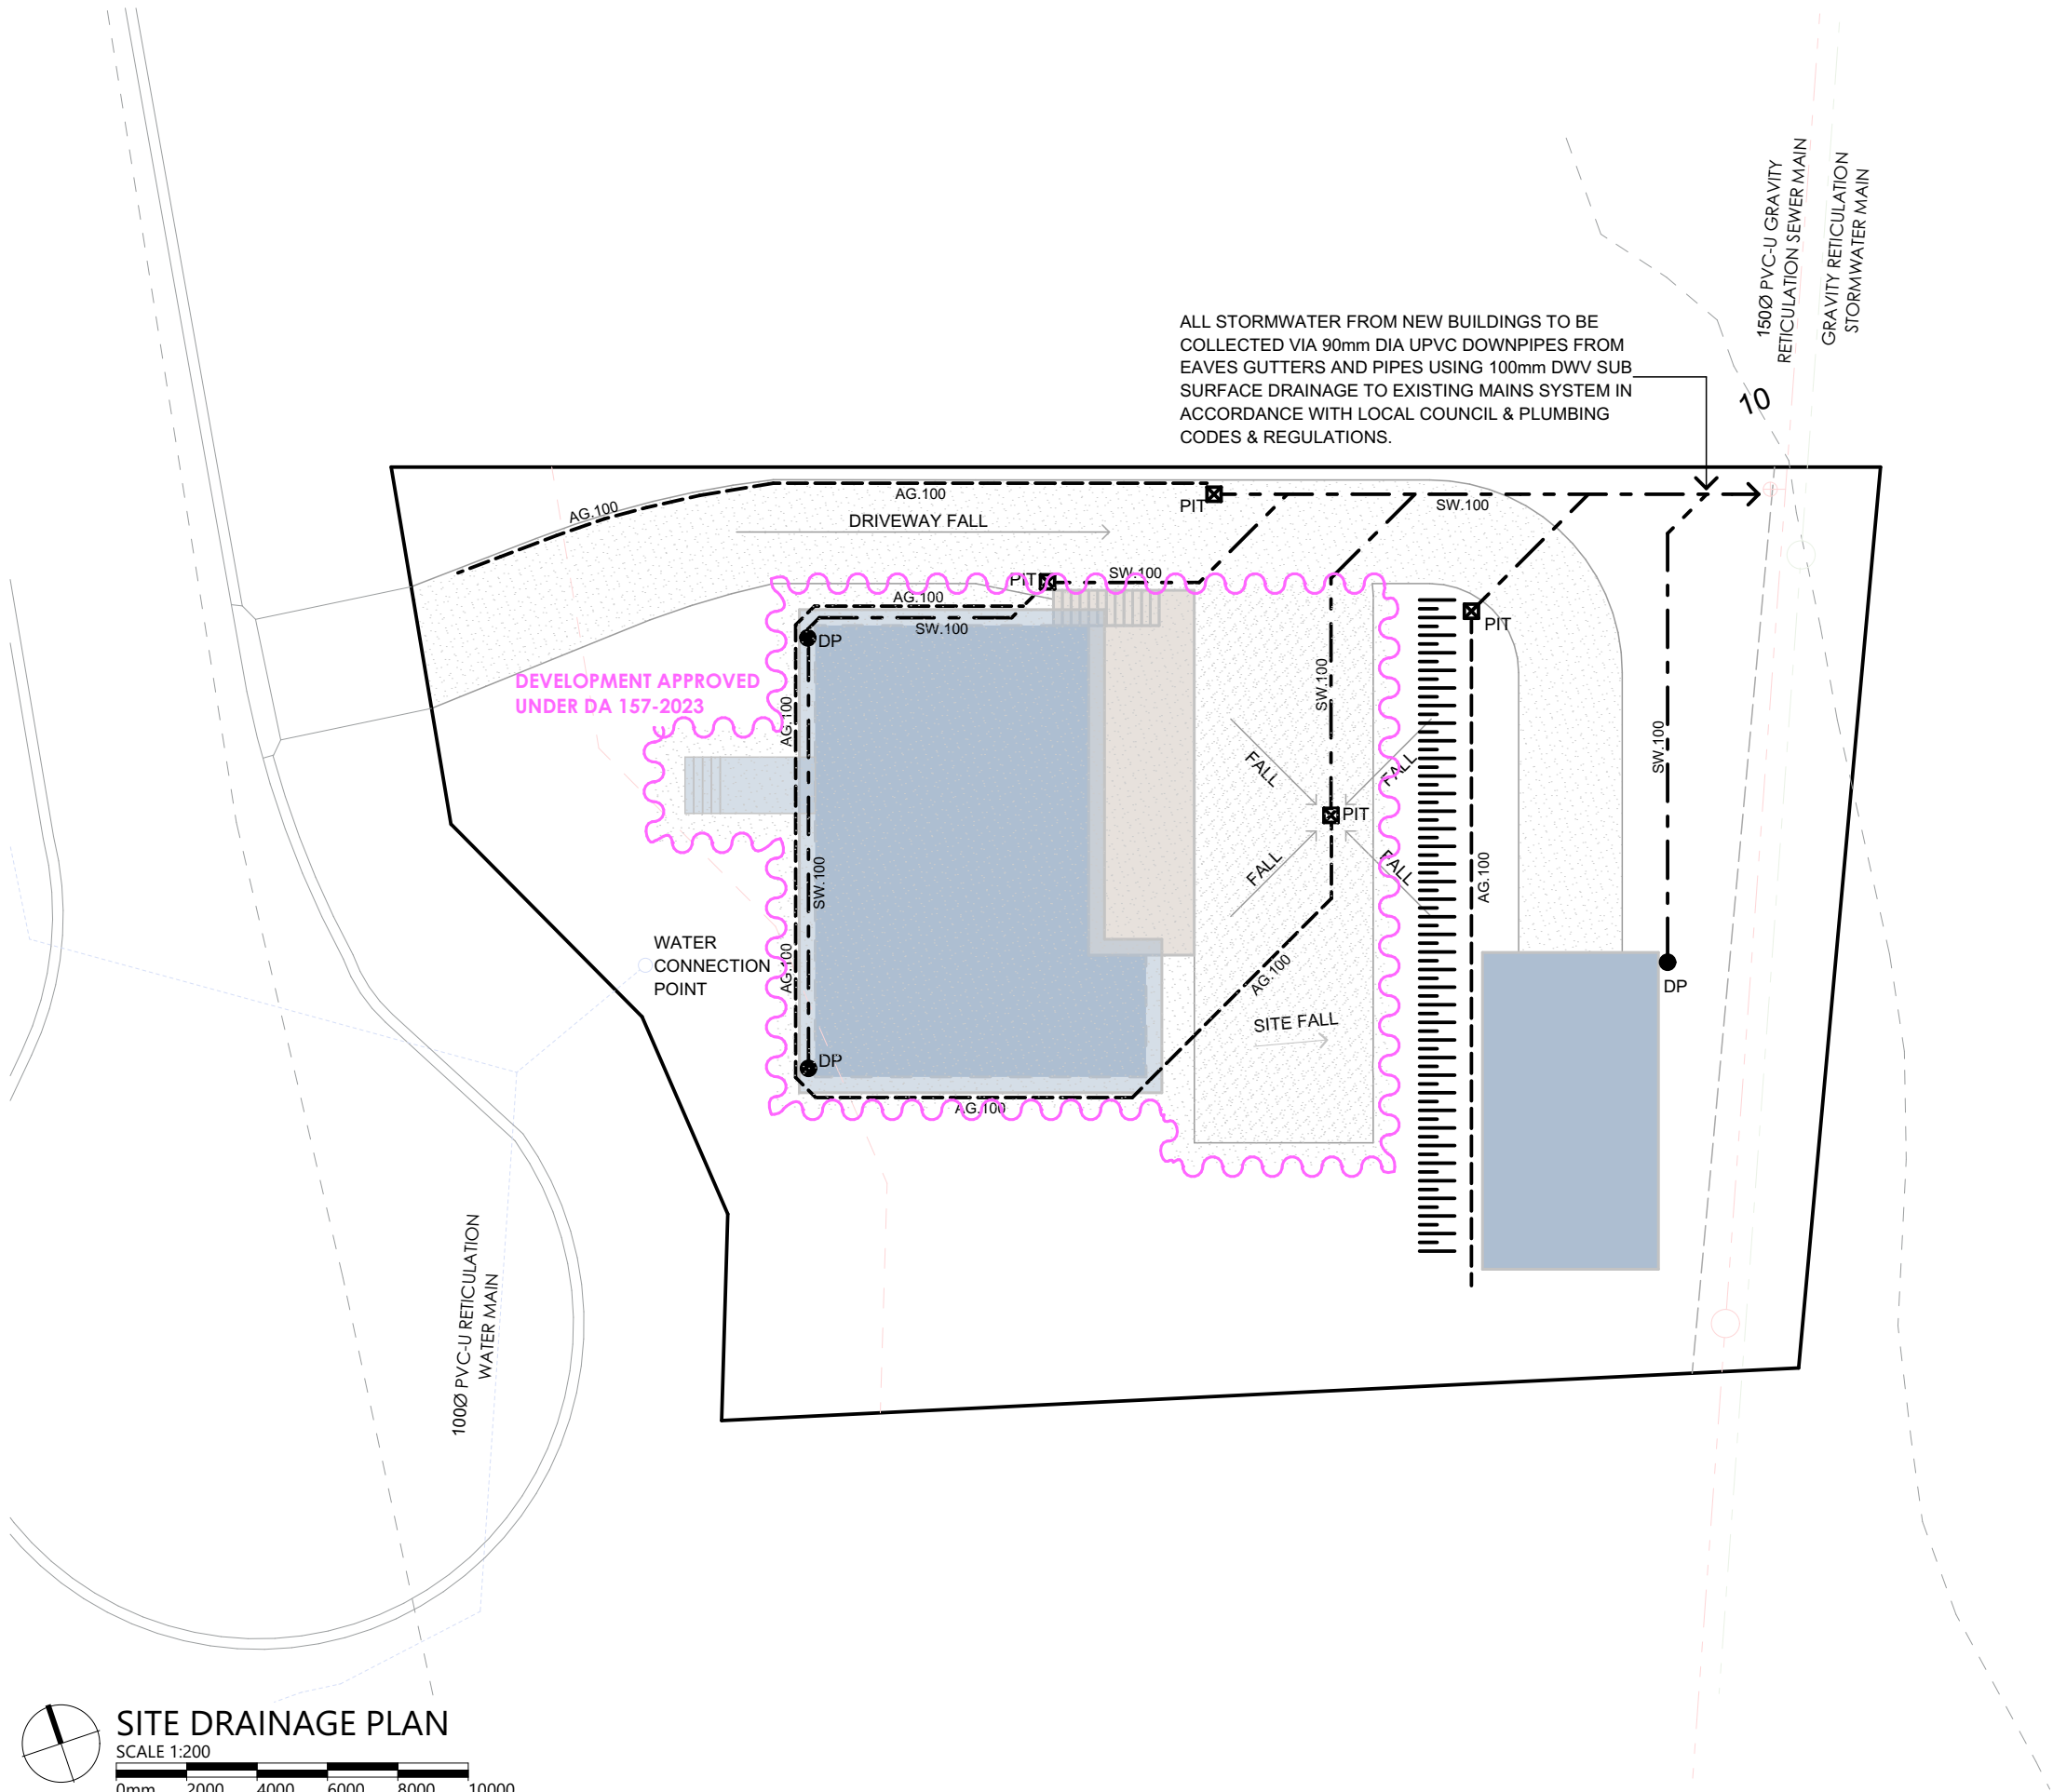 150Ø PVC-U GRAVITY
RETICULATION SEWER MAIN
GRAVITY RETICULATION
STORMWATER MAIN
ALL STORMWATER FROM NEW BUILDINGS TO BE
COLLECTED VIA 90mm DIA UPVC DOWNPIPES FROM
EAVES GUTTERS AND PIPES USING 100mm DWV SUB
SURFACE DRAINAGE TO EXISTING MAINS SYSTEM IN
ACCORDANCE WITH LOCAL COUNCIL & PLUMBING
CODES & REGULATIONS.
10
AG.100
AG.100
PIT
SW.100
DRIVEWAY FALL
PIT
SW.100
AG.100
SW.100
DP
PIT
DEVELOPMENT APPROVED
UNDER DA 157-2023
AG.100
SW.100
SW.100
FALL
FALL
PIT
FALL
FALL
SW.100
AG.100
WATER
CONNECTION
POINT
AG.100
AG.100
DP
SITE FALL
DP
AG.100
100Ø PVC-U RETICULATION
WATER MAIN
SITE DRAINAGE PLAN
SCALE 1:200
0mm 2000 4000 6000 8000 10000